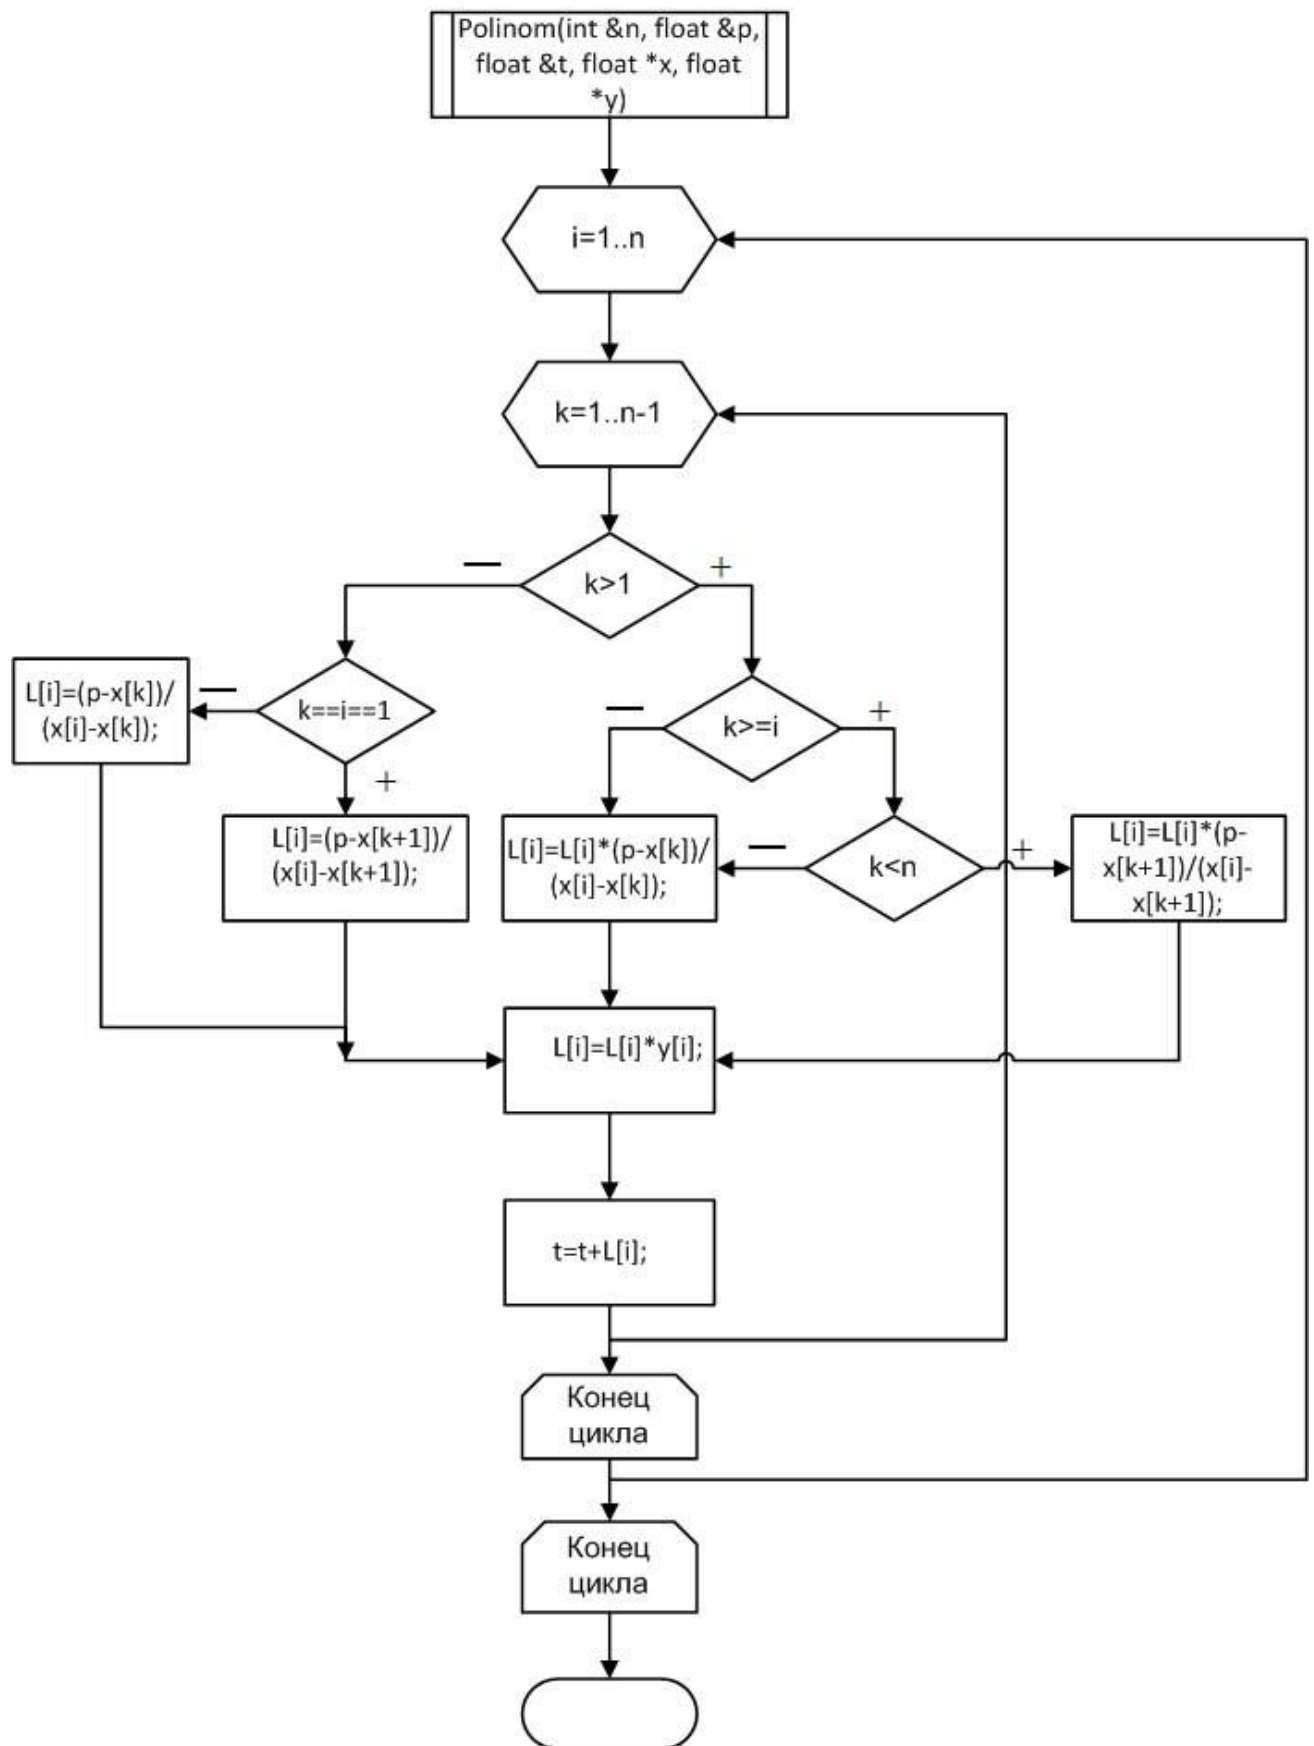 Polinom(int &n, float &p,
float &t, float *x, float
*y)
i=1..n
k=1..n-1
—
k>1
+
L[i]=(p-x[k])/
(x[i]-x[k]);
—
k==i==1
+
—
k>=i
+
L[i]=(p-x[k+1])/
(x[i]-x[k+1]);
L[i]=L[i]*(p-x[k])/
(x[i]-x[k]);
—
k<n
+
L[i]=L[i]*(p-
x[k+1])/(x[i]-
x[k+1]);
L[i]=L[i]*y[i];
t=t+L[i];
Конец
цикла
Конец
цикла